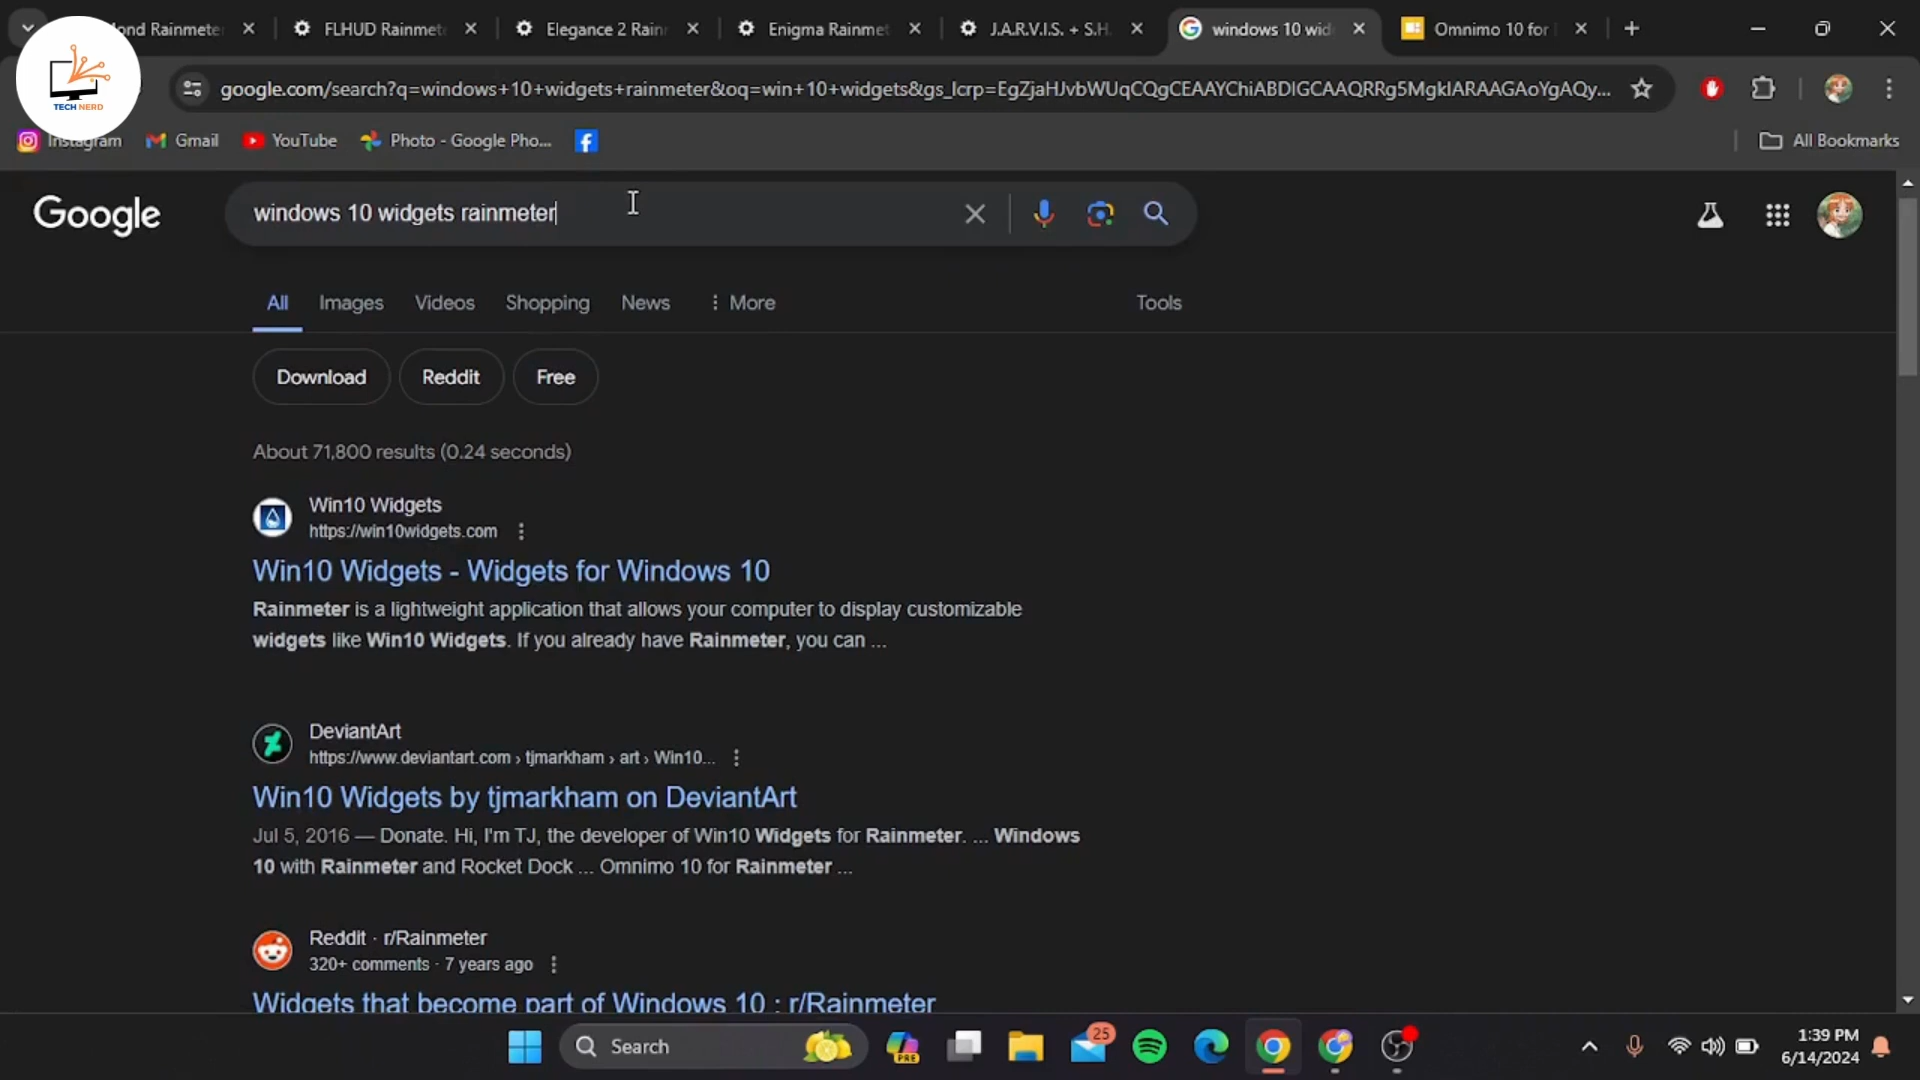 ond Rainmete
FLHUD Rainmet
Elegance 2 Rain
Enigma Rainmet
J.A.R.V.I.S. + S.H.
windows 10 wid
Omnimo 10 for
TECH NERD
google.com/search?q=windows+10+widgets+rainmeter&oq=win+10+widgets&gs_lcrp=EgZjaHJvbWUqCQgCEAAYChiABDIGCAAQRRg5MgkIARAAGAoYgAQy...
Instagram
Gmail
YouTube
Photo - Google Pho...
All Bookmarks
Google
windows 10 widgets rainmeter
All
Images
Videos
Shopping
News
More
Tools
Download
Reddit
Free
About 71,800 results (0.24 seconds)
Win10 Widgets
https://win10widgets.com
Win10 Widgets - Widgets for Windows 10
Rainmeter is a lightweight application that allows your computer to display customizable
widgets like Win10 Widgets. If you already have Rainmeter, you can ...
DeviantArt
https://www.deviantart.com › tjmarkham › art › Win10...
Win10 Widgets by tjmarkham on DeviantArt
Jul 5, 2016 — Donate. Hi, I'm TJ, the developer of Win10 Widgets for Rainmeter. ... Windows
10 with Rainmeter and Rocket Dock ... Omnimo 10 for Rainmeter ...
Reddit · r/Rainmeter
320+ comments · 7 years ago
Widgets that become part of Windows 10 : r/Rainmeter
Search
PRE
25
1:39 PM
6/14/2024